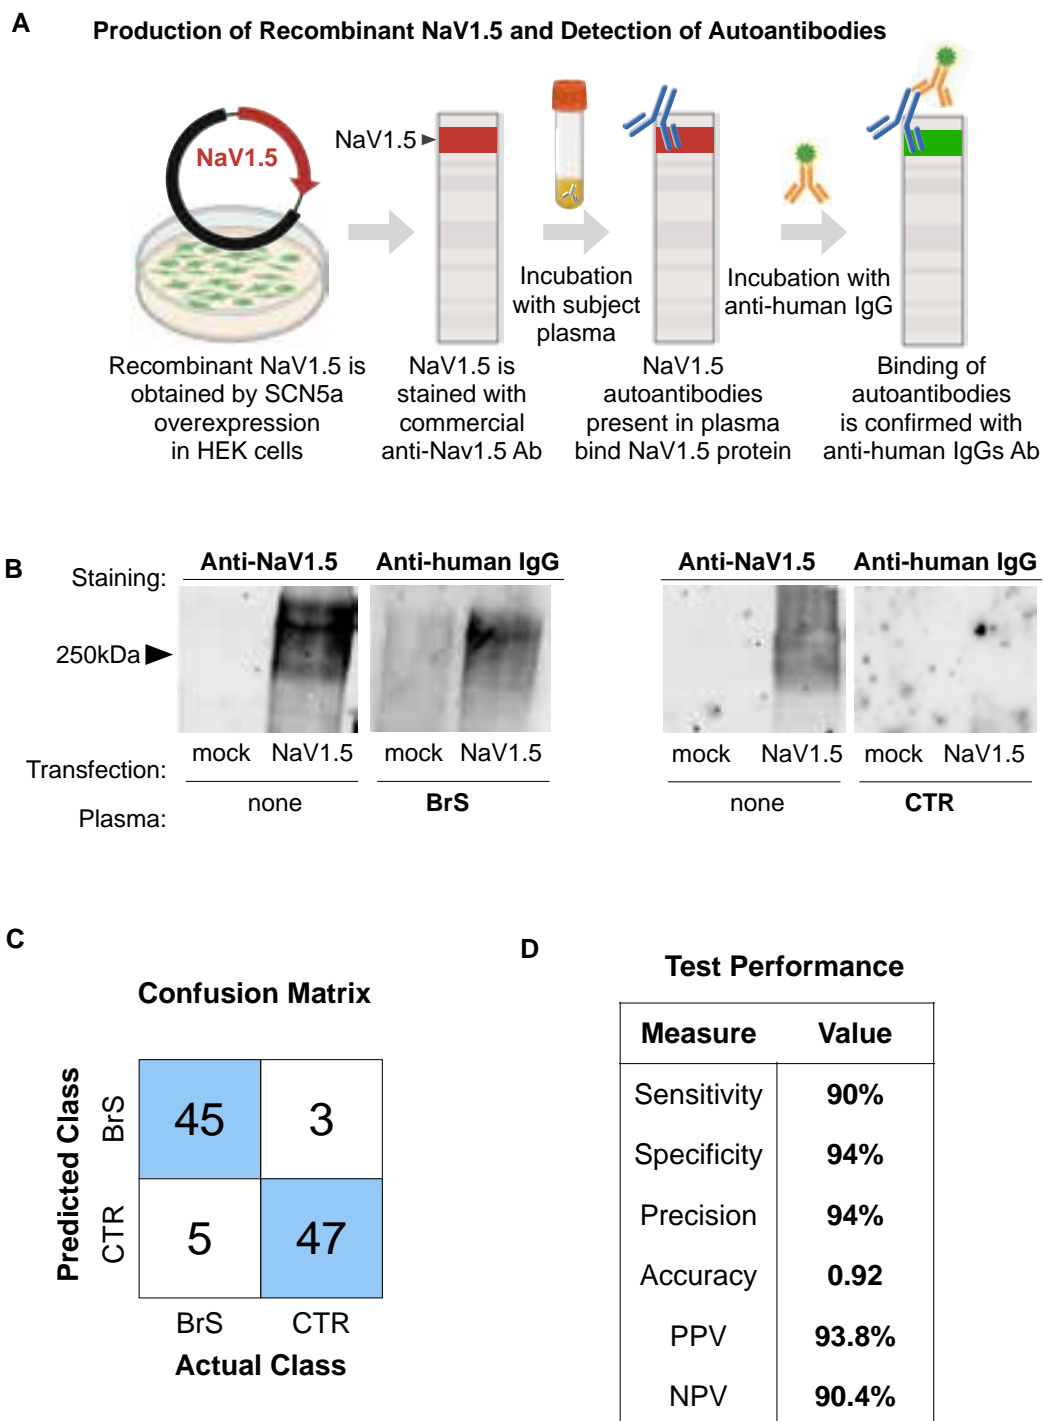 A
Production of Recombinant NaV1.5 and Detection of Autoantibodies
NaV1.5
NaV1.5
Incubation
with subject
plasma
Incubation with
anti-human IgG
Recombinant NaV1.5 is
obtained by SCN5a
overexpression
in HEK cells
NaV1.5 is
stained with
commercial
anti-Nav1.5 Ab
NaV1.5
autoantibodies
present in plasma
bind NaV1.5 protein
Binding of
autoantibodies
is confirmed with
anti-human IgGs Ab
B
Staining:
Anti-NaV1.5
Anti-human IgG
Anti-NaV1.5
Anti-human IgG
250kDa
Transfection:
mock NaV1.5
mock NaV1.5
mock NaV1.5
mock NaV1.5
Plasma:
none
BrS
none
CTR
C
Confusion Matrix
Predicted Class
BrS
45 3
CTR
5 47
BrS CTR
Actual Class
D
Test Performance
Measure Value
Sensitivity 90%
Specificity 94%
Precision 94%
Accuracy 0.92
PPV 93.8%
NPV 90.4%